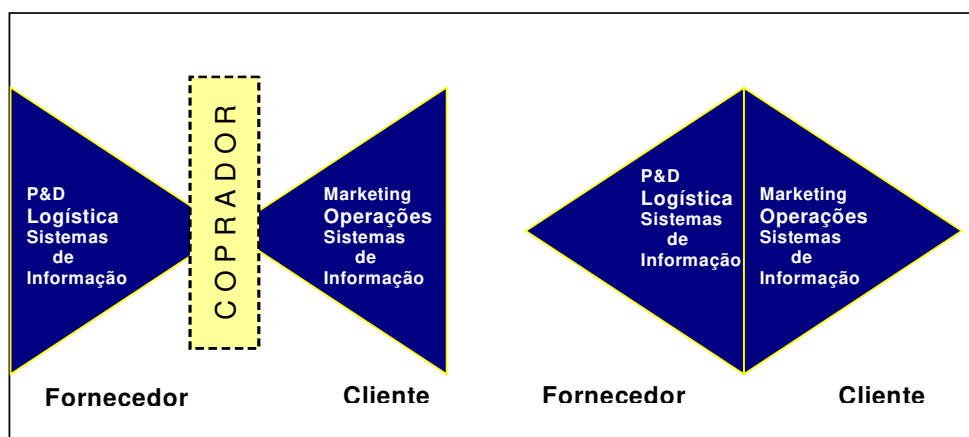 P&D
Logística
Sistemas
de
Informação
COPRADOR
Marketing
Operações
Sistemas
de
Informação
Fornecedor
Cliente
P&D
Logística
Sistemas
de
Informação
Marketing
Operações
Sistemas
de
Informação
Fornecedor
Cliente